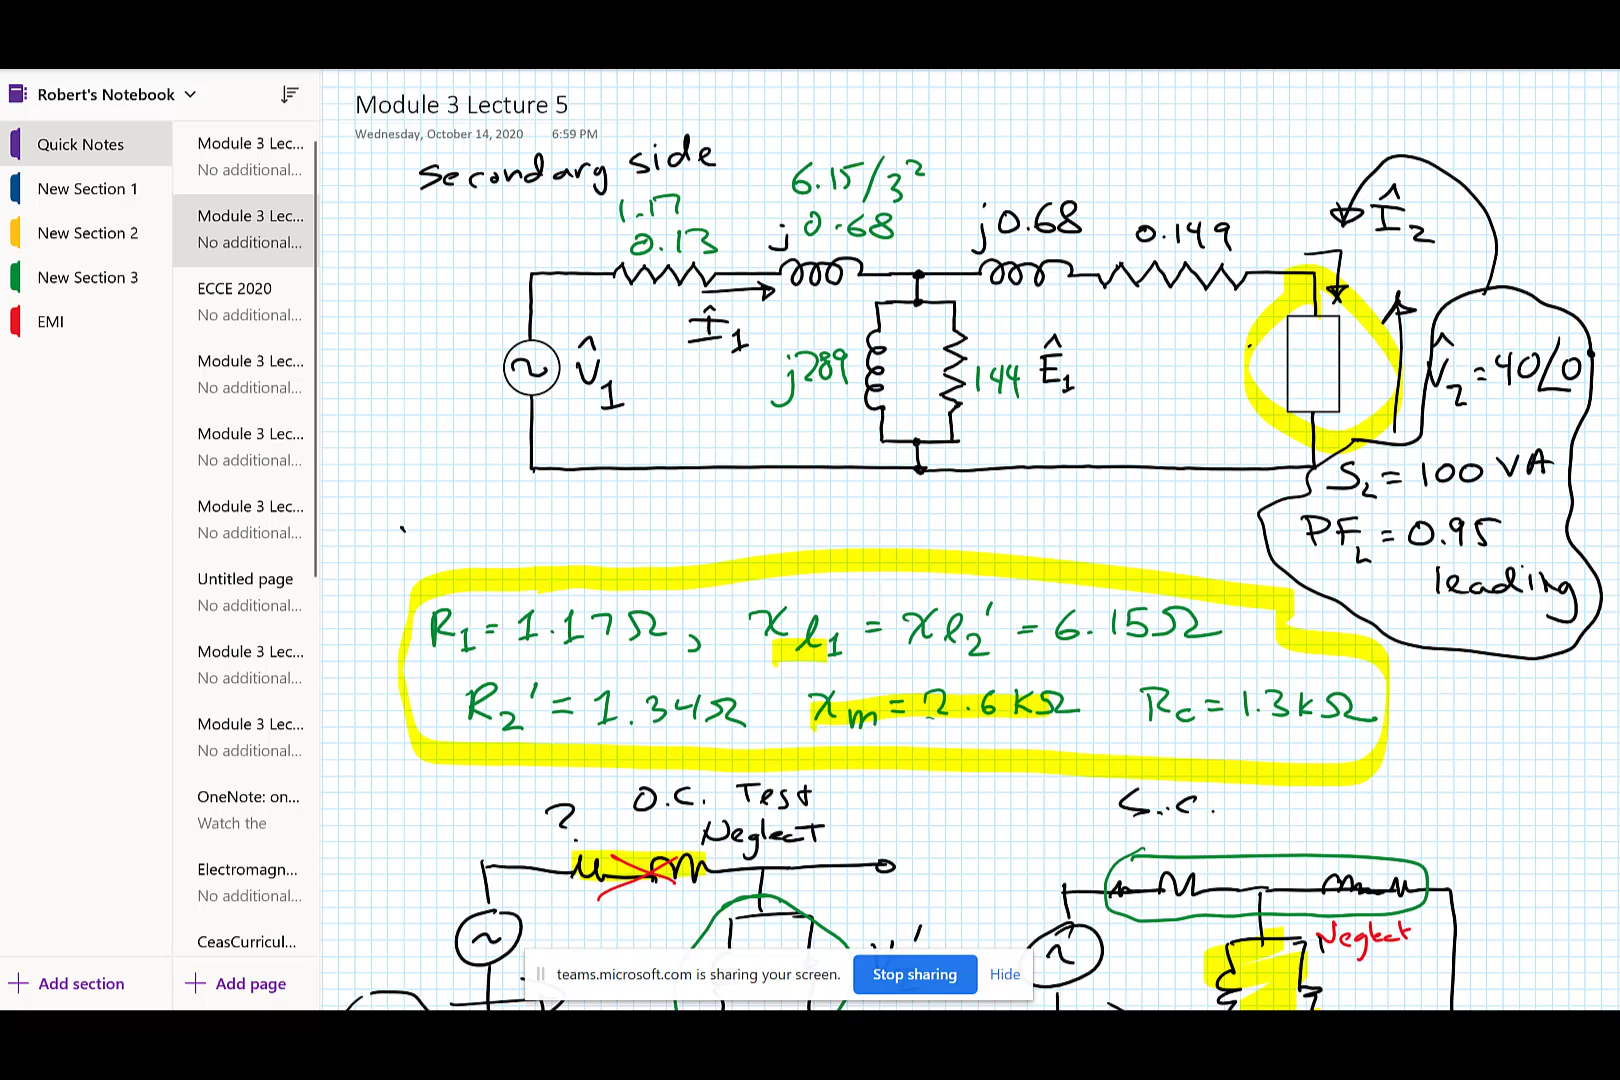 Robert's Notebook
Quick Notes
New Section 1
New Section 2
New Section 3
EMI
Add section
Module 3 Lec...
No additional...
Module 3 Lec...
No additional...
ECCE 2020
No additional...
Module 3 Lec...
No additional...
Module 3 Lec...
No additional...
Module 3 Lec...
No additional...
Untitled page
No additional...
Module 3 Lec...
No additional...
Module 3 Lec...
No additional...
OneNote: on...
Watch the
Electromagn...
No additional...
CeasCurricul...
Add page
Module 3 Lecture 5
Wednesday, October 14, 2020 6:59 PM
Secondary side
1.17
0.13
6.15/3²
j0.68
j0.68
0.149
Î₂
Î₁
V̂₁
j289
144
Ê₁
V̂₂ = 40∠0
S_L = 100 VA
PF_L = 0.95
leading
R₁ = 1.17Ω, xℓ₁ = xℓ₂' = 6.15Ω
R₂' = 1.34Ω xm = 2.6kΩ Rc = 1.3kΩ
O.C. Test
?
Neglect
S.C.
Neglect
teams.microsoft.com is sharing your screen.
Stop sharing
Hide